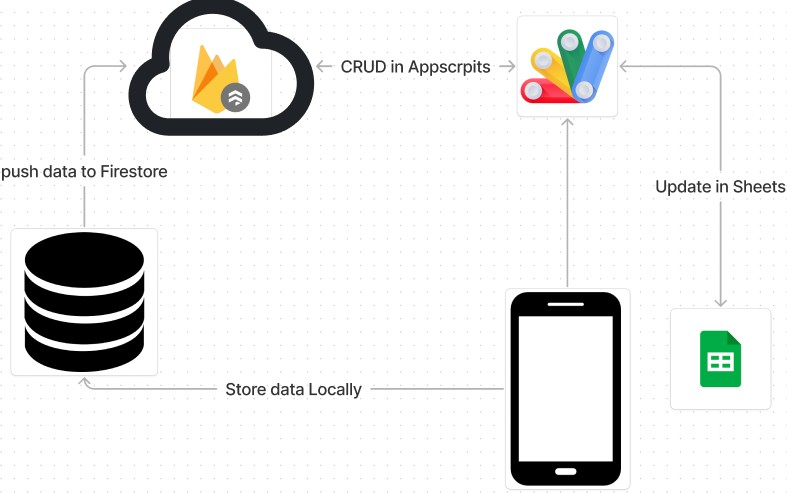 CRUD in Appscrpits
push data to Firestore
Update in Sheets
Store data Locally